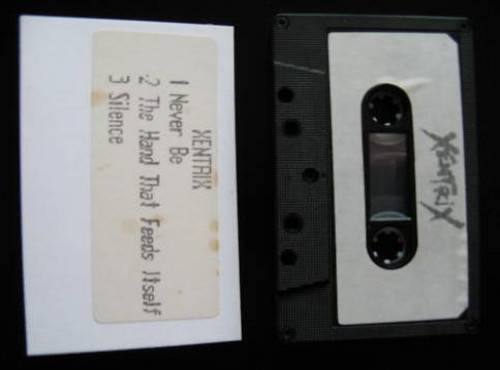 XENTRIX
1 Never Be
.2 The Hand That Feeds Itself
3 Silence
XENTRiX